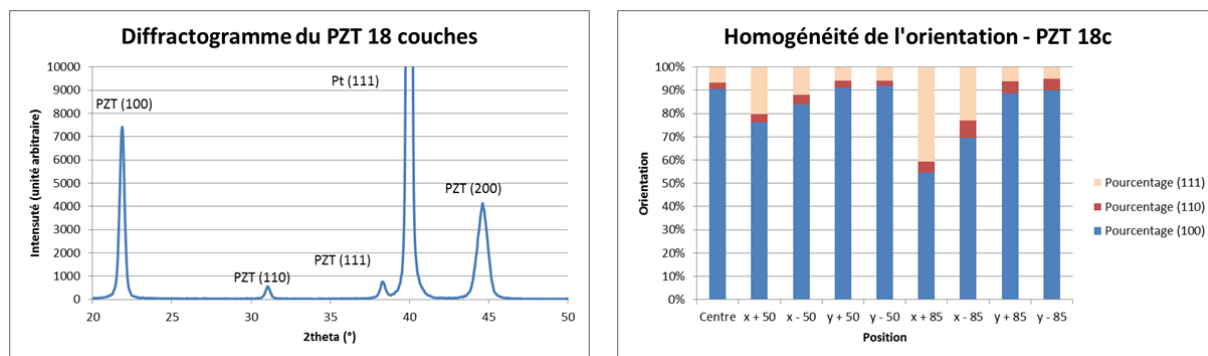 Diffractogramme du PZT 18 couches
Intensuté (unité arbitraire)
10000
9000
8000
7000
6000
5000
4000
3000
2000
1000
0
PZT (100)
Pt (111)
PZT (200)
PZT (111)
PZT (110)
20 25 30 35 40 45 50
2theta (°)
Homogénéité de l'orientation - PZT 18c
Orientation
100%
90%
80%
70%
60%
50%
40%
30%
20%
10%
0%
Centre x + 50 x - 50 y + 50 y - 50 x + 85 x - 85 y + 85 y - 85
Position
Pourcentage (111)
Pourcentage (110)
Pourcentage (100)